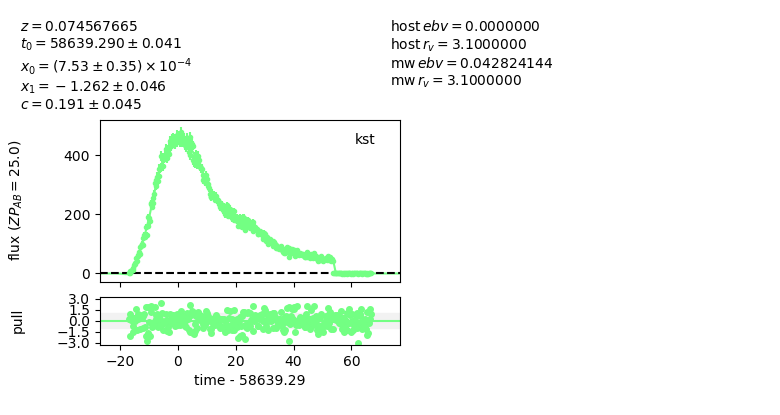 z = 0.074567665
t₀ = 58639.290 ± 0.041
x₀ = (7.53 ± 0.35) × 10⁻⁴
x₁ = −1.262 ± 0.046
c = 0.191 ± 0.045
host ebv = 0.0000000
host r_v = 3.1000000
mw ebv = 0.042824144
mw r_v = 3.1000000
flux (ZP_AB = 25.0)
kst
400
200
0
pull
3.0
1.5
0.0
−1.5
−3.0
−20 0 20 40 60
time - 58639.29